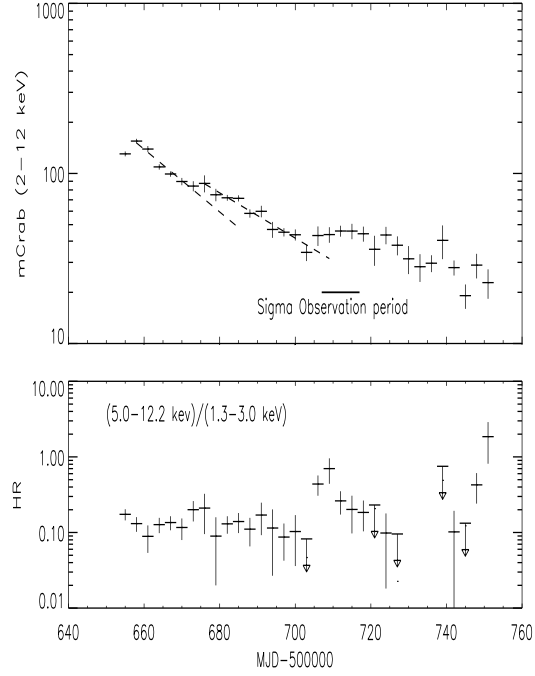 1000
100
10
mCrab (2-12 keV)
Sigma Observation period
10.00
1.00
0.10
0.01
HR
(5.0-12.2 kev)/(1.3-3.0 keV)
640 660 680 700 720 740 760
MJD-500000